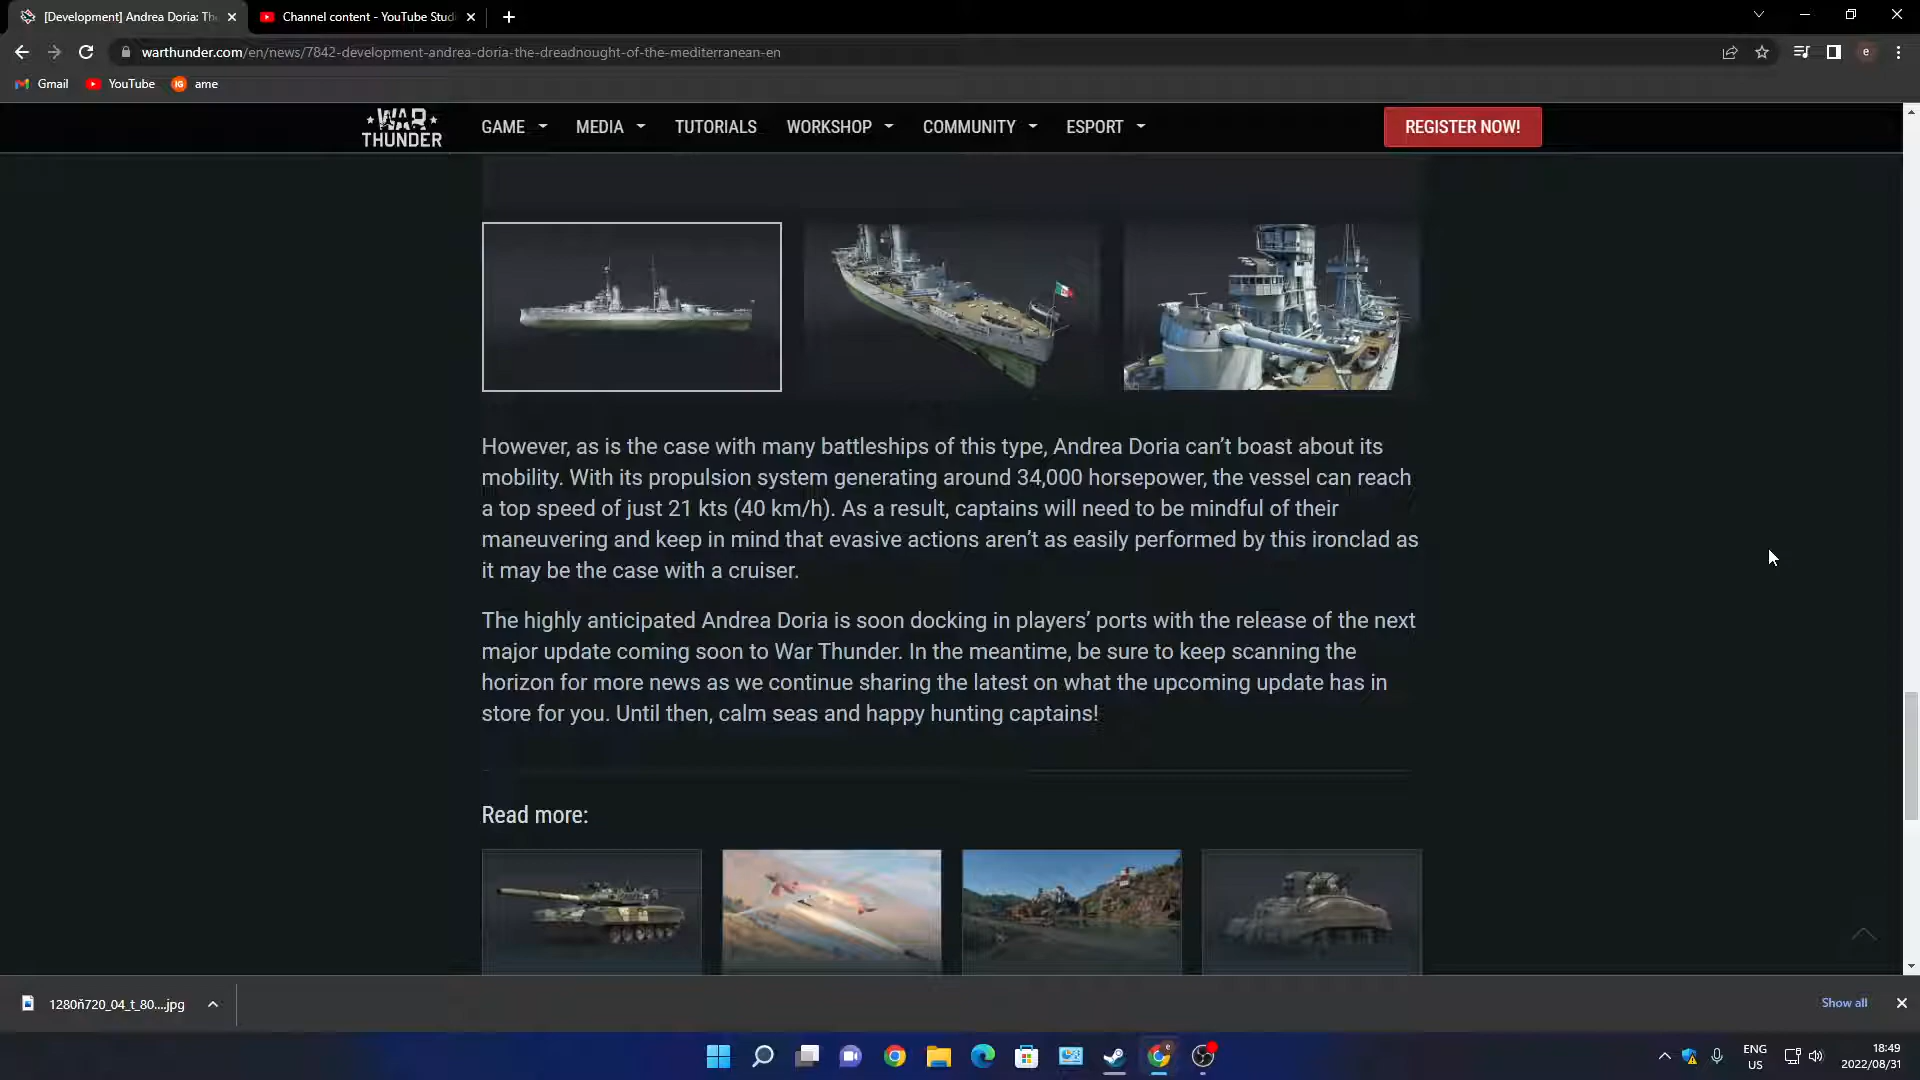 [Development] Andrea Doria: Th
Channel content - YouTube Stud
warthunder.com/en/news/7842-development-andrea-doria-the-dreadnought-of-the-mediterranean-en
e
Gmail
YouTube
IG
ame
WAR THUNDER
GAME
MEDIA
TUTORIALS
WORKSHOP
COMMUNITY
ESPORT
REGISTER NOW!
However, as is the case with many battleships of this type, Andrea Doria can’t boast about its
mobility. With its propulsion system generating around 34,000 horsepower, the vessel can reach
a top speed of just 21 kts (40 km/h). As a result, captains will need to be mindful of their
maneuvering and keep in mind that evasive actions aren’t as easily performed by this ironclad as
it may be the case with a cruiser.
The highly anticipated Andrea Doria is soon docking in players’ ports with the release of the next
major update coming soon to War Thunder. In the meantime, be sure to keep scanning the
horizon for more news as we continue sharing the latest on what the upcoming update has in
store for you. Until then, calm seas and happy hunting captains!
Read more:
1280ñ720_04_t_80....jpg
Show all
ENG
US
18:49
2022/08/31